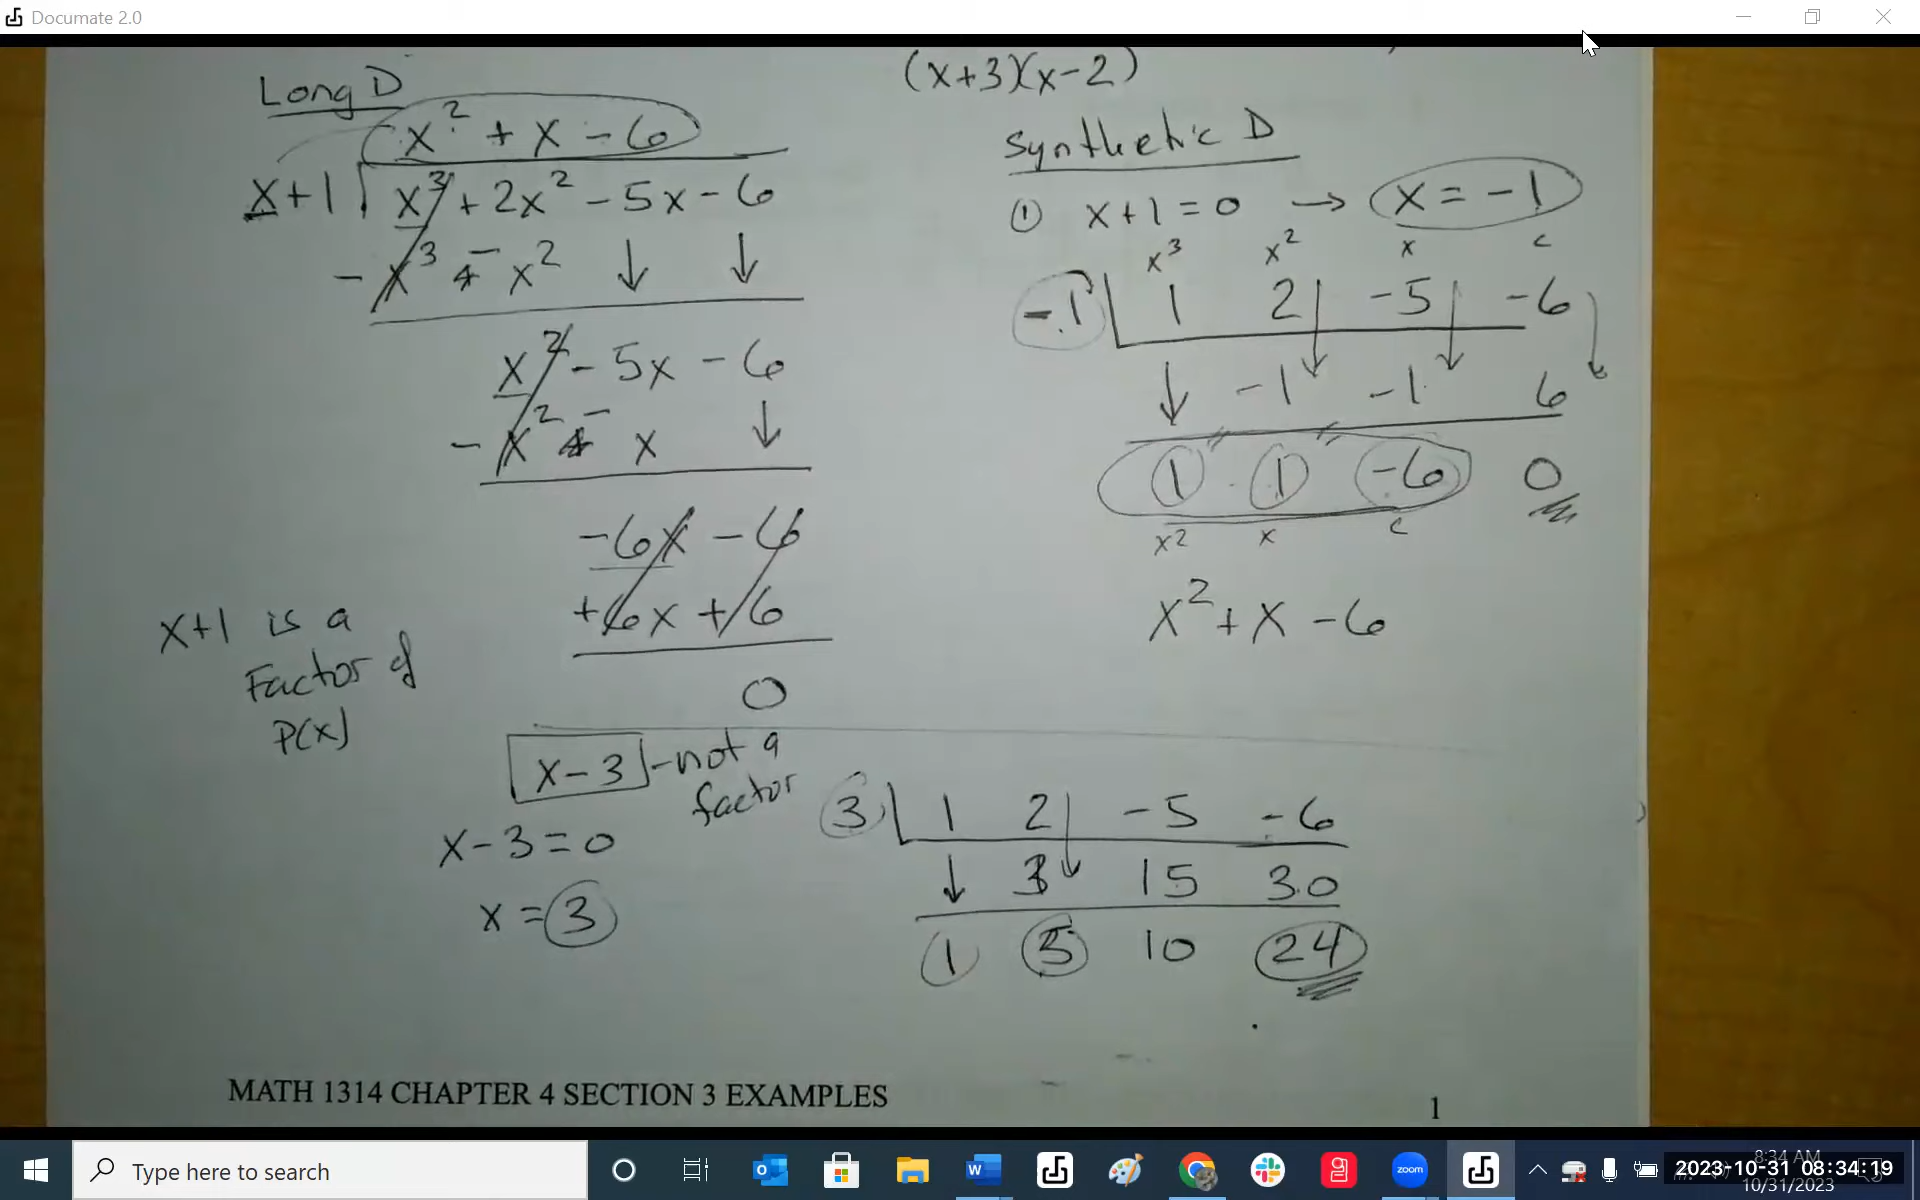 Documate 2.0
Long D
x² + x - 6
x+1 x³ + 2x² - 5x - 6
- x³ - x²
x² - 5x - 6
- x² - x
-6x - 6
+6x + 6
0
x+1 is a
Factor of
P(x)
(x+3)(x-2)
Synthetic D
① x+1=0 → x = -1
x³ x² x c
-1 1 2 -5 -6
-1 -1 6
1 1 -6 0
x² x c
x² + x - 6
x-3 - not a
factor
x-3=0
x = 3
3 1 2 -5 -6
3 15 30
1 5 10 24
MATH 1314 CHAPTER 4 SECTION 3 EXAMPLES
1
Type here to search
zoom
8:34 AM
2023-10-31 08:34:19
10/31/2023